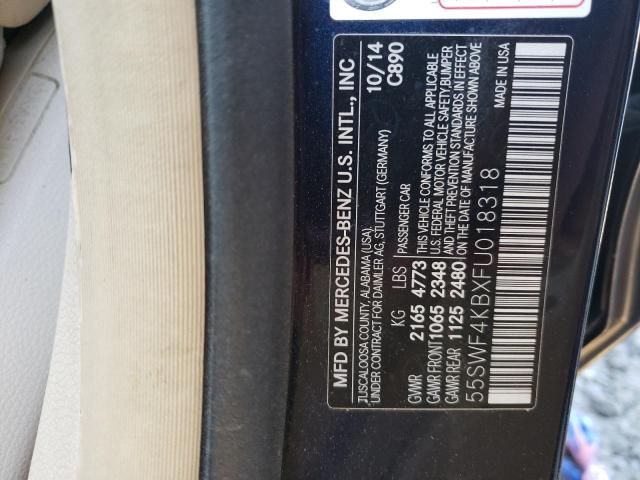 MFD BY MERCEDES-BENZ U.S. INTL., INC 10/14
JUSCALOOSA COUNTY, ALABAMA (USA), C890
UNDER CONTRACT FOR DAIMLER AG, STUTTGART (GERMANY)
KG LBS PASSENGER CAR
GVWR 2165 4773 THIS VEHICLE CONFORMS TO ALL APPLICABLE
GAWR FRONT 1065 2348 U.S. FEDERAL MOTOR VEHICLE SAFETY, BUMPER
GAWR REAR 1125 2480 AND THEFT PREVENTION STANDARDS IN EFFECT
ON THE DATE OF MANUFACTURE SHOWN ABOVE
55SWF4KBXFU018318 MADE IN USA